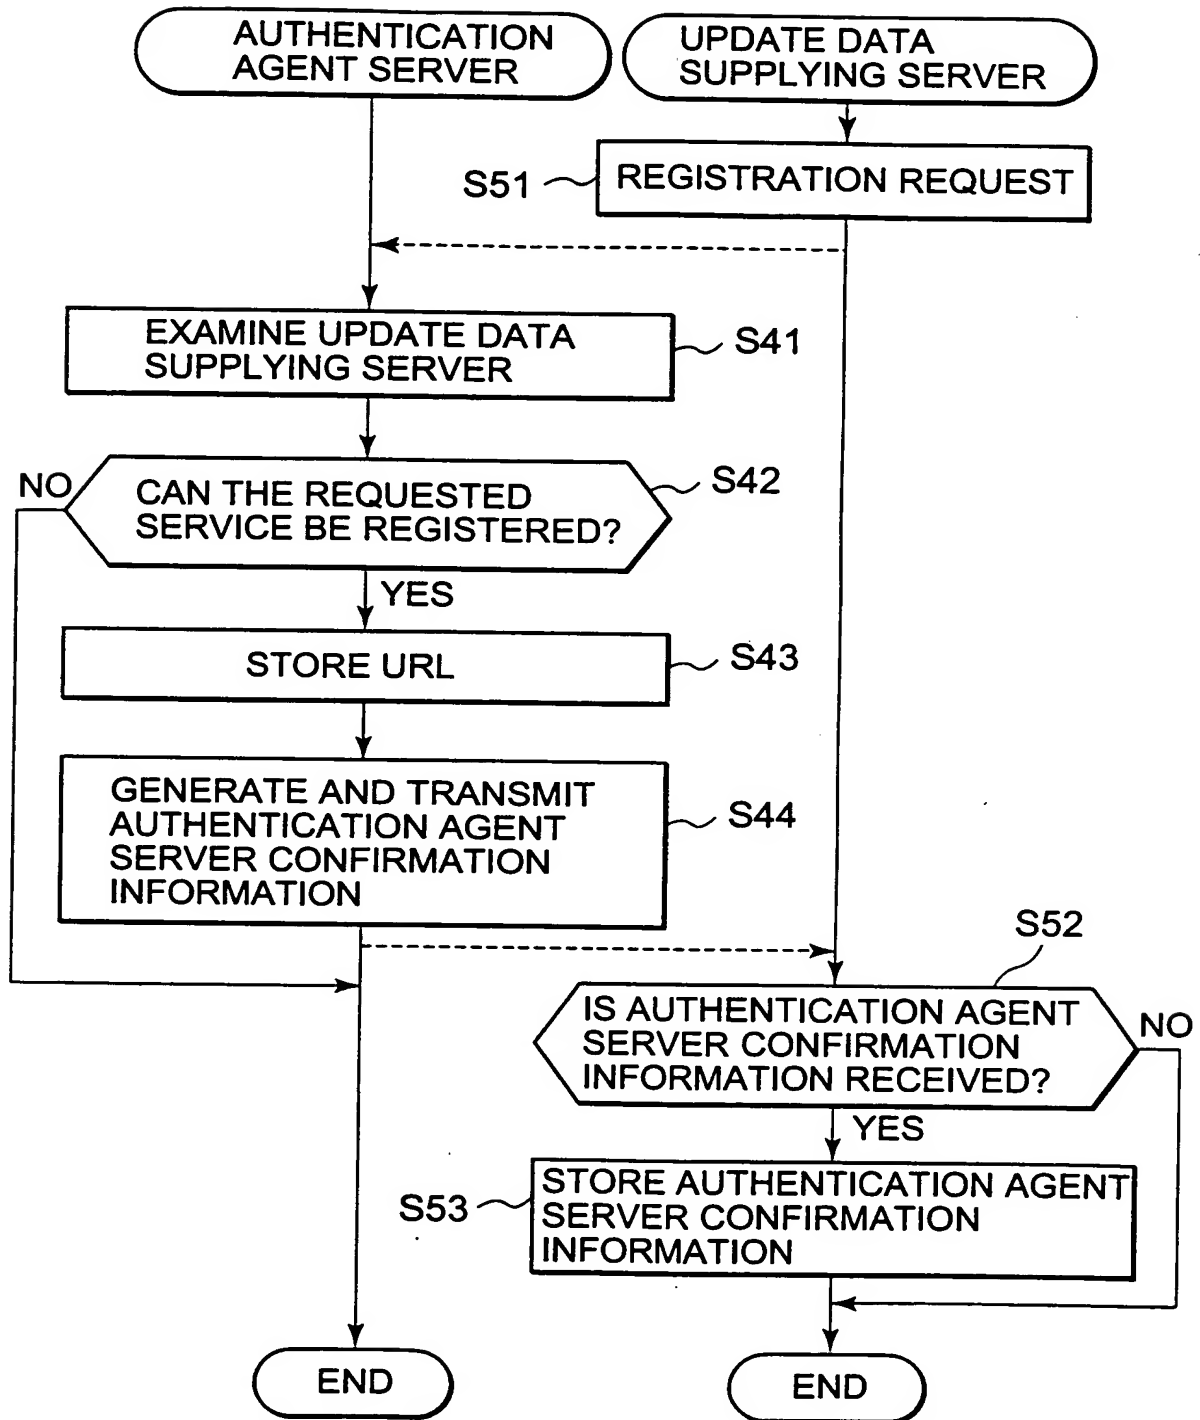 AUTHENTICATION
AGENT SERVER
UPDATE DATA
SUPPLYING SERVER
S51
REGISTRATION REQUEST
EXAMINE UPDATE DATA
SUPPLYING SERVER
S41
NO
CAN THE REQUESTED
SERVICE BE REGISTERED?
S42
YES
STORE URL
S43
GENERATE AND TRANSMIT
AUTHENTICATION AGENT
SERVER CONFIRMATION
INFORMATION
S44
S52
IS AUTHENTICATION AGENT
SERVER CONFIRMATION
INFORMATION RECEIVED?
NO
YES
S53
STORE AUTHENTICATION AGENT
SERVER CONFIRMATION
INFORMATION
END
END